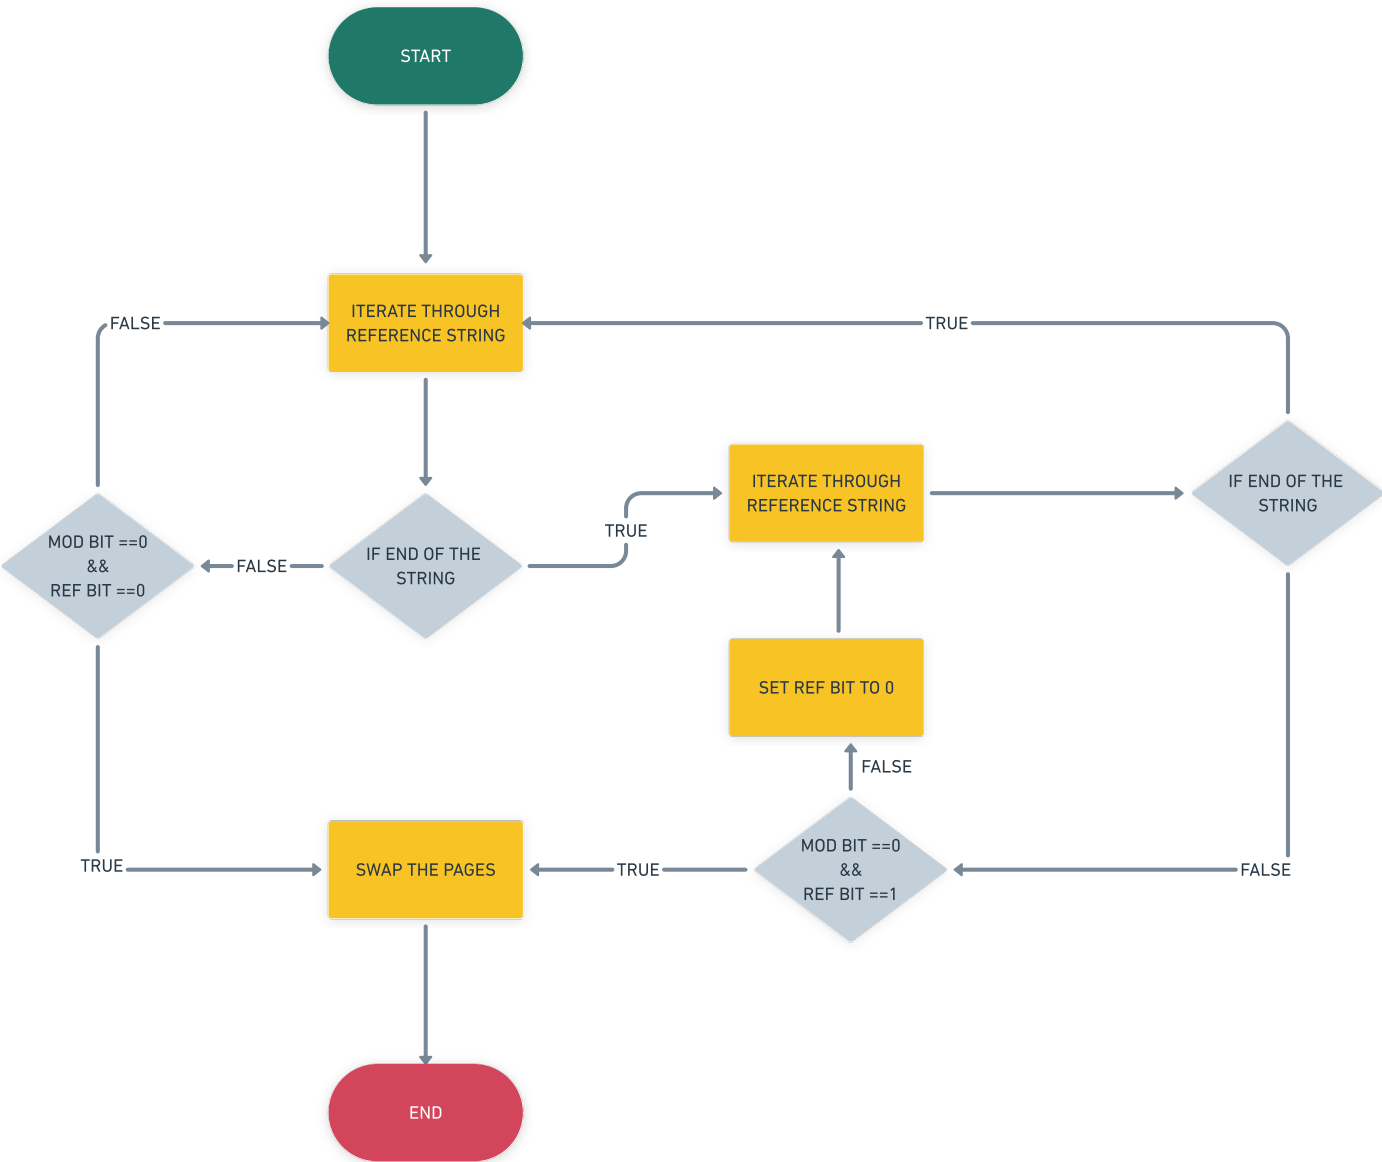 START
ITERATE THROUGH
REFERENCE STRING
FALSE
TRUE
ITERATE THROUGH
REFERENCE STRING
IF END OF THE
STRING
TRUE
MOD BIT ==0
&&
REF BIT ==0
FALSE
IF END OF THE
STRING
SET REF BIT TO 0
FALSE
MOD BIT ==0
&&
REF BIT ==1
TRUE
SWAP THE PAGES
TRUE
FALSE
END